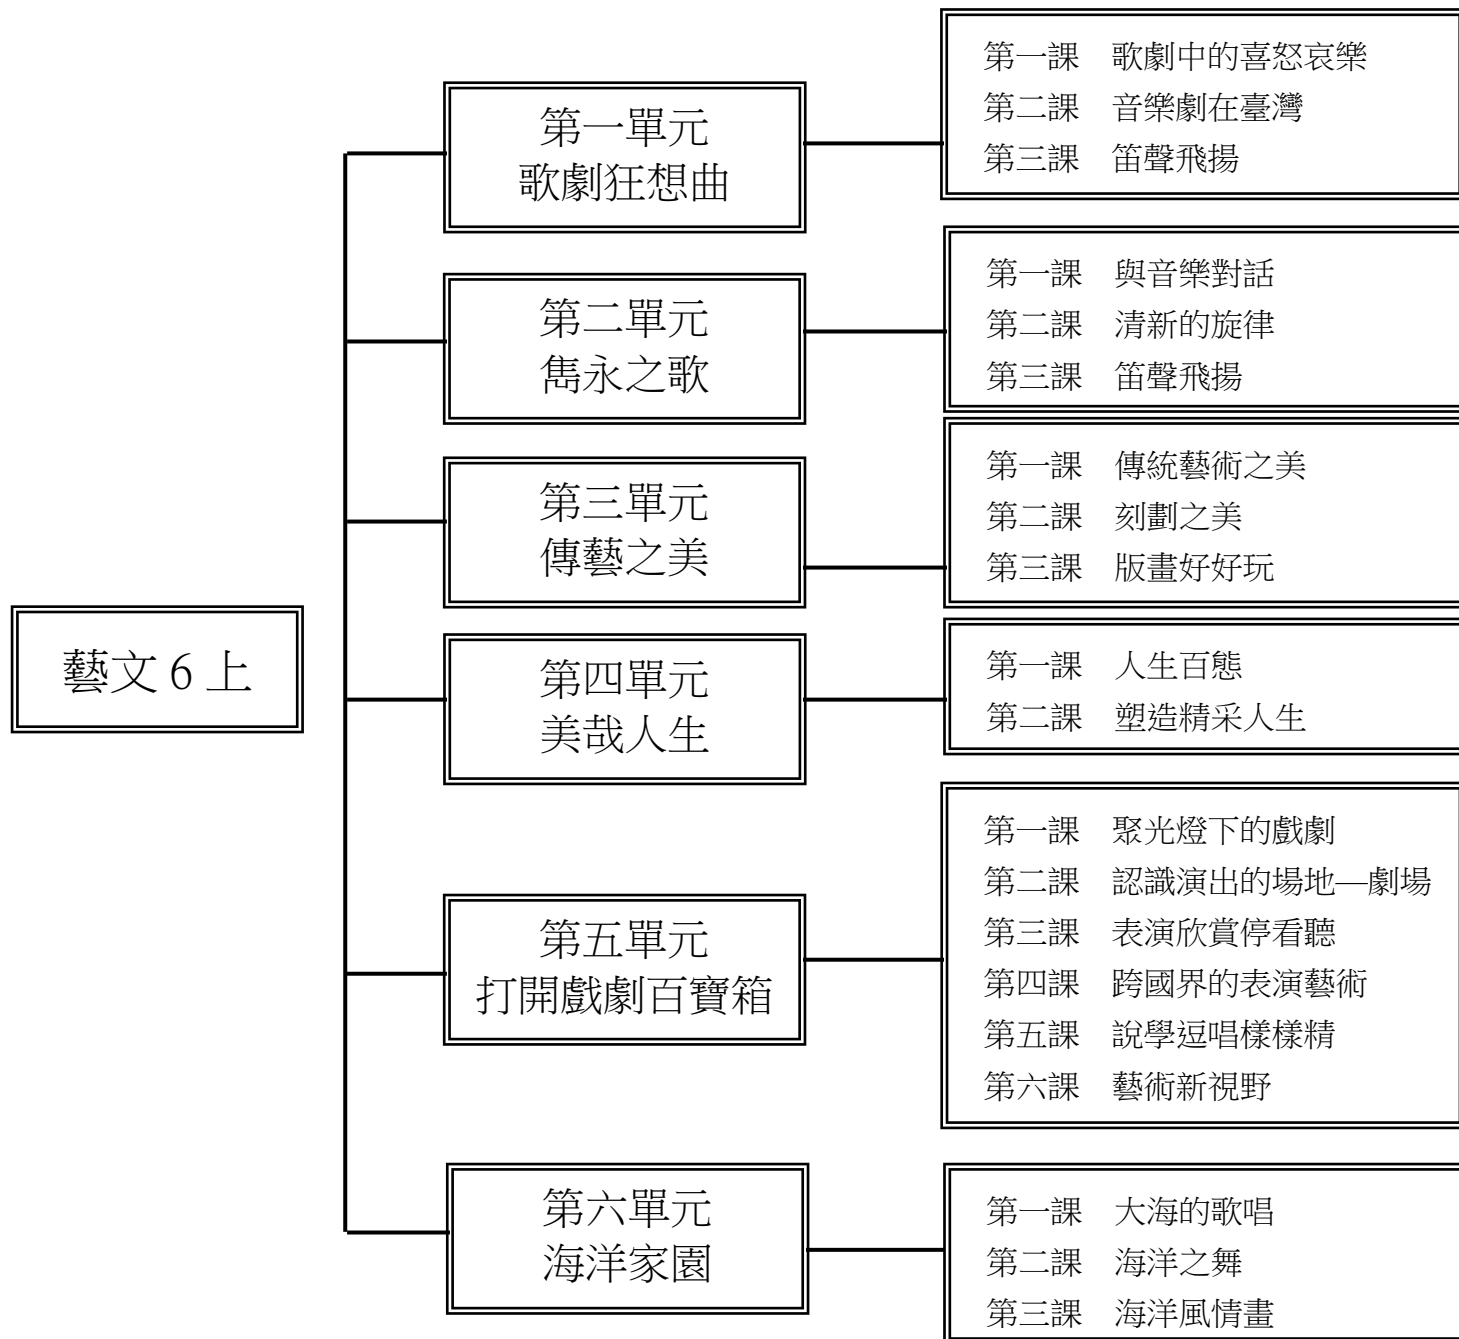 藝文 6 上
第一單元
歌劇狂想曲
第一課　歌劇中的喜怒哀樂
第二課　音樂劇在臺灣
第三課　笛聲飛揚
第二單元
雋永之歌
第一課　與音樂對話
第二課　清新的旋律
第三課　笛聲飛揚
第三單元
傳藝之美
第一課　傳統藝術之美
第二課　刻劃之美
第三課　版畫好好玩
第四單元
美哉人生
第一課　人生百態
第二課　塑造精采人生
第五單元
打開戲劇百寶箱
第一課　聚光燈下的戲劇
第二課　認識演出的場地—劇場
第三課　表演欣賞停看聽
第四課　跨國界的表演藝術
第五課　說學逗唱樣樣精
第六課　藝術新視野
第六單元
海洋家園
第一課　大海的歌唱
第二課　海洋之舞
第三課　海洋風情畫